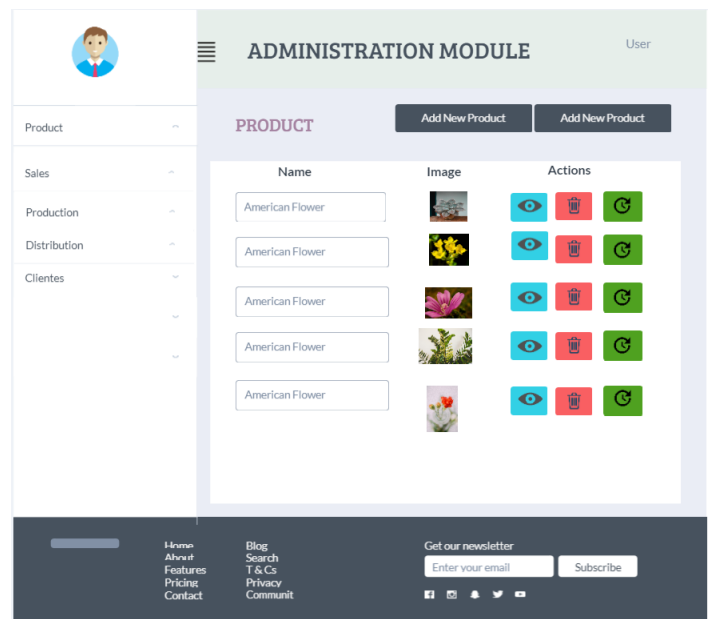 ADMINISTRATION MODULE
User
Product
Sales
Production
Distribution
Clientes
PRODUCT
Add New Product
Add New Product
Name Image Actions
American Flower
American Flower
American Flower
American Flower
American Flower
Home
About
Features
Pricing
Contact
Blog
Search
T & Cs
Privacy
Communit
Get our newsletter
Enter your email
Subscribe